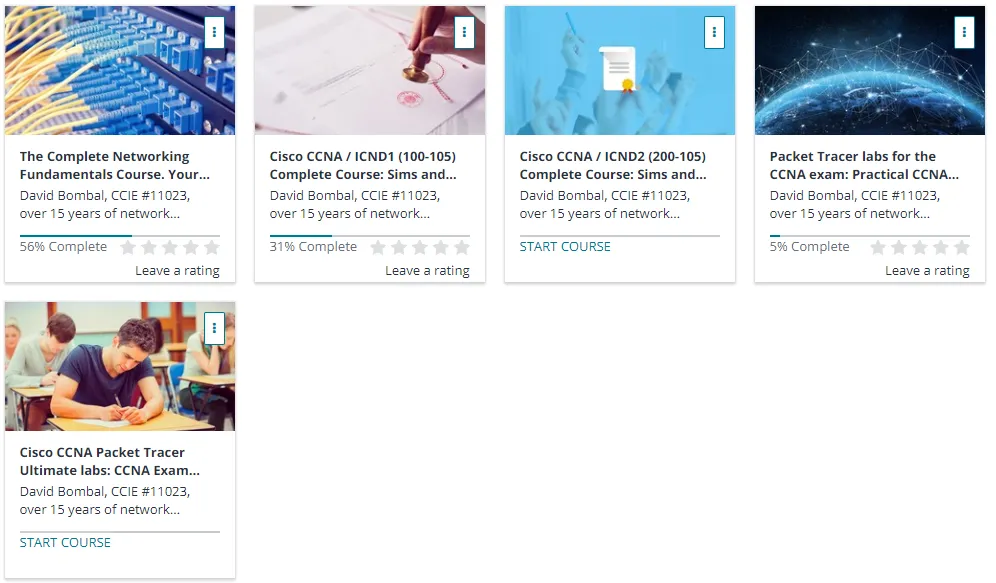 The Complete Networking
Fundamentals Course. Your...
David Bombal, CCIE #11023,
over 15 years of network...
56% Complete
Leave a rating
Cisco CCNA / ICND1 (100-105)
Complete Course: Sims and...
David Bombal, CCIE #11023,
over 15 years of network...
31% Complete
Leave a rating
Cisco CCNA / ICND2 (200-105)
Complete Course: Sims and...
David Bombal, CCIE #11023,
over 15 years of network...
START COURSE
Packet Tracer labs for the
CCNA exam: Practical CCNA...
David Bombal, CCIE #11023,
over 15 years of network...
5% Complete
Leave a rating
Cisco CCNA Packet Tracer
Ultimate labs: CCNA Exam...
David Bombal, CCIE #11023,
over 15 years of network...
START COURSE